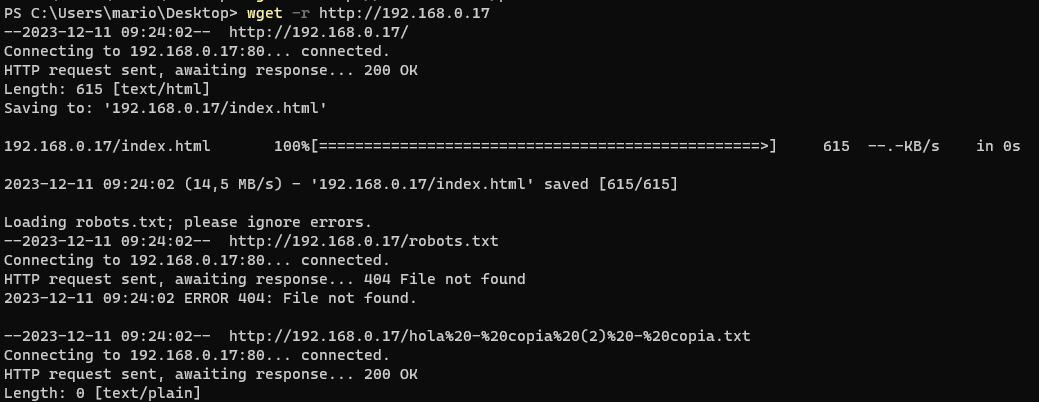 PS C:\Users\mario\Desktop> wget -r http://192.168.0.17
--2023-12-11 09:24:02--  http://192.168.0.17/
Connecting to 192.168.0.17:80... connected.
HTTP request sent, awaiting response... 200 OK
Length: 615 [text/html]
Saving to: '192.168.0.17/index.html'
192.168.0.17/index.html       100%[=================================================>]     615  --.-KB/s    in 0s
2023-12-11 09:24:02 (14,5 MB/s) - '192.168.0.17/index.html' saved [615/615]
Loading robots.txt; please ignore errors.
--2023-12-11 09:24:02--  http://192.168.0.17/robots.txt
Connecting to 192.168.0.17:80... connected.
HTTP request sent, awaiting response... 404 File not found
2023-12-11 09:24:02 ERROR 404: File not found.
--2023-12-11 09:24:02--  http://192.168.0.17/hola%20-%20copia%20(2)%20-%20copia.txt
Connecting to 192.168.0.17:80... connected.
HTTP request sent, awaiting response... 200 OK
Length: 0 [text/plain]